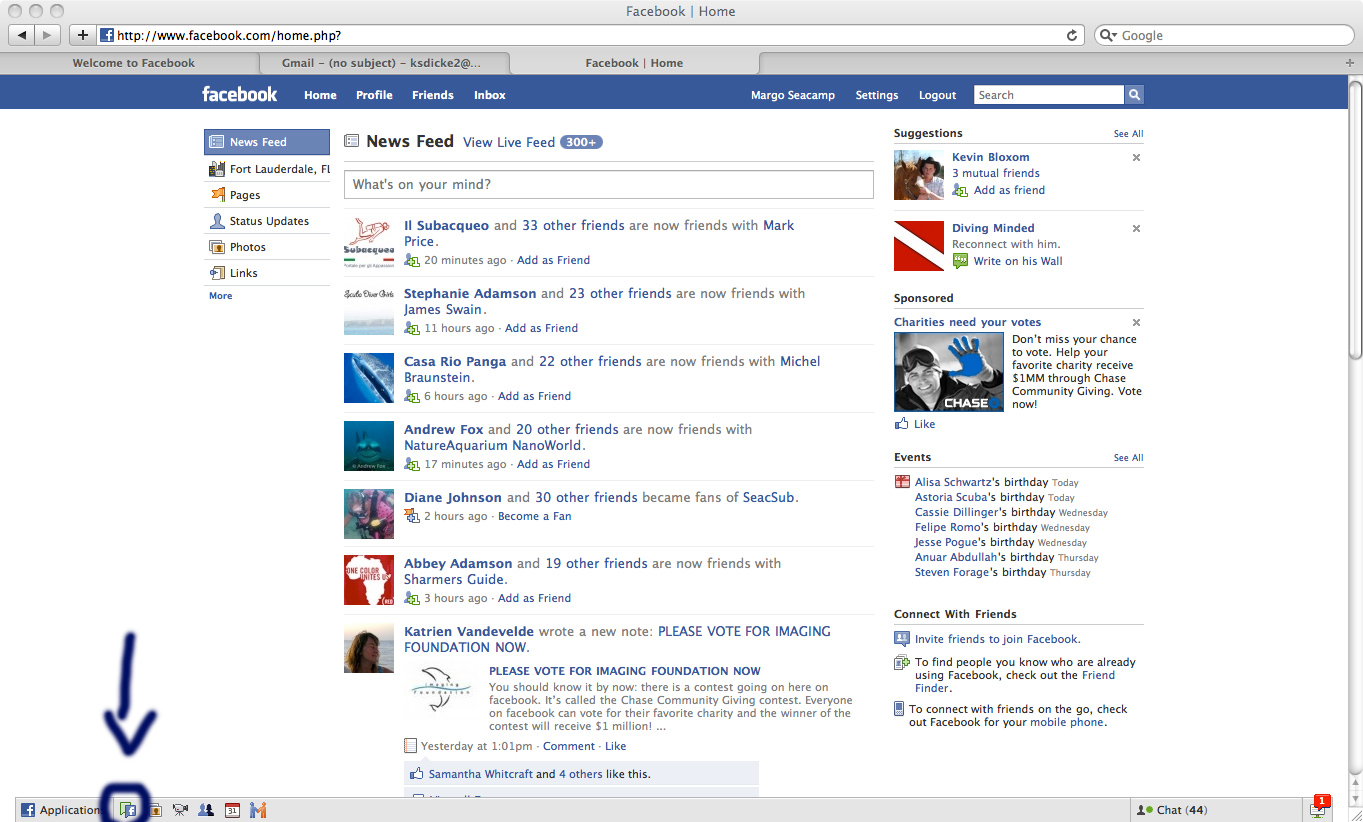 Facebook | Home
http://www.facebook.com/home.php?
Google
Welcome to Facebook
Gmail – (no subject) – ksdicke2@...
Facebook | Home
facebook Home Profile Friends Inbox
Margo Seacamp Settings Logout Search
News Feed
Fort Lauderdale, FL
Pages
Status Updates
Photos
Links
More
News Feed View Live Feed 300+
What's on your mind?
Il Subacqueo and 33 other friends are now friends with Mark
Price.
20 minutes ago · Add as Friend
Stephanie Adamson and 23 other friends are now friends with
James Swain.
11 hours ago · Add as Friend
Casa Rio Panga and 22 other friends are now friends with Michel
Braunstein.
6 hours ago · Add as Friend
Andrew Fox and 20 other friends are now friends with
NatureAquarium NanoWorld.
17 minutes ago · Add as Friend
© Andrew Fox
Diane Johnson and 30 other friends became fans of SeacSub.
2 hours ago · Become a Fan
Abbey Adamson and 19 other friends are now friends with
Sharmers Guide.
3 hours ago · Add as Friend
ONE COLOR
UNITES US
(RED)
Katrien Vandevelde wrote a new note: PLEASE VOTE FOR IMAGING
FOUNDATION NOW.
Imaging
Foundation
PLEASE VOTE FOR IMAGING FOUNDATION NOW
You should know it by now: there is a contest going on here on
facebook. It's called the Chase Community Giving contest. Everyone
on facebook can vote for their favorite charity and the winner of the
contest will receive $1 million! ...
Yesterday at 1:01pm · Comment · Like
Samantha Whitcraft and 4 others like this.
Suggestions See All
Kevin Bloxom
3 mutual friends
Add as friend
Diving Minded
Reconnect with him.
Write on his Wall
Sponsored
Charities need your votes
CHASE
Don't miss your chance
to vote. Help your
favorite charity receive
$1MM through Chase
Community Giving. Vote
now!
Like
Events See All
Alisa Schwartz's birthday Today
Astoria Scuba's birthday Today
Cassie Dillinger's birthday Wednesday
Felipe Romo's birthday Wednesday
Jesse Pogue's birthday Wednesday
Anuar Abdullah's birthday Thursday
Steven Forage's birthday Thursday
Connect With Friends
Invite friends to join Facebook.
To find people you know who are already
using Facebook, check out the Friend
Finder.
To connect with friends on the go, check
out Facebook for your mobile phone.
Application
31
Chat (44)
1